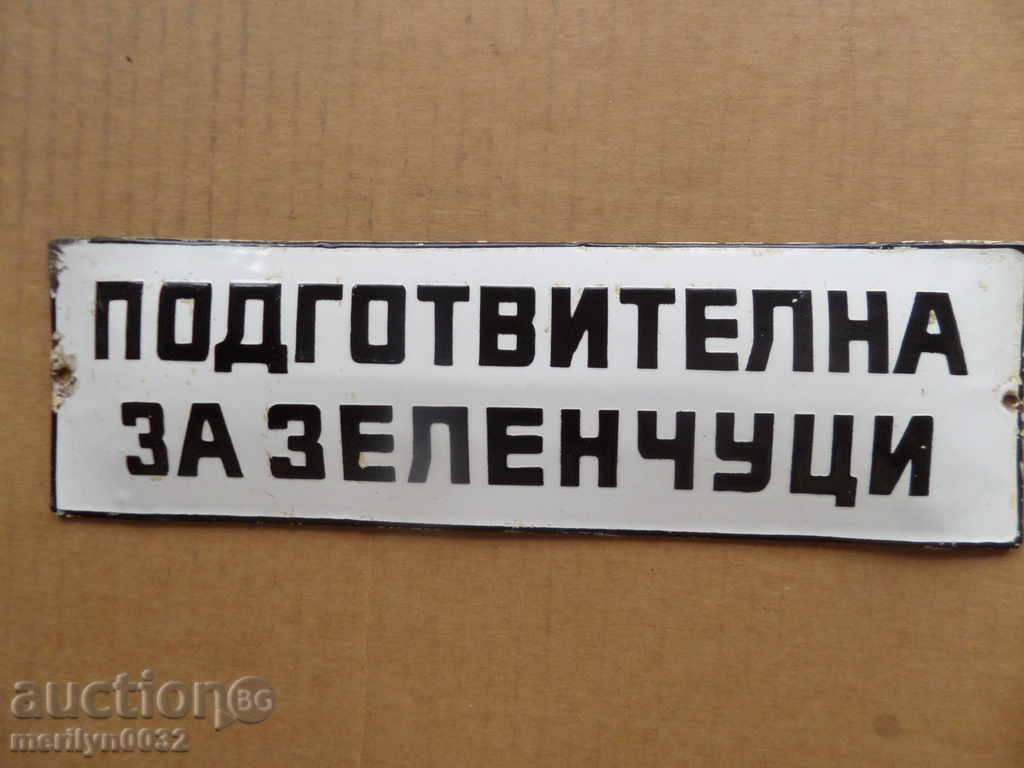 ПОДГОТВИТЕЛНА
ЗА ЗЕЛЕНЧУЦИ
auction BG
merilyn0032